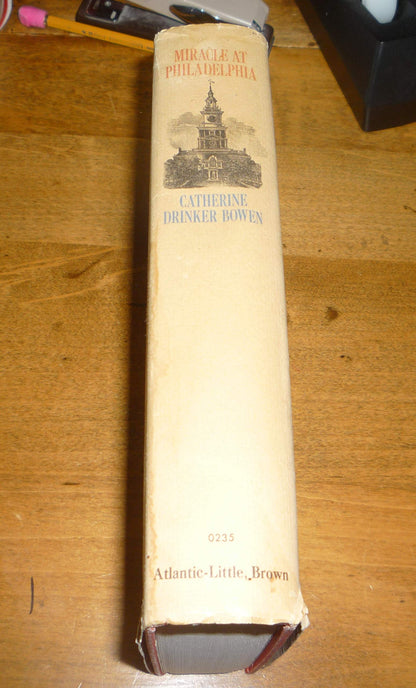 MIRACLE AT
PHILADELPHIA
CATHERINE
DRINKER BOWEN
0235
Atlantic-Little, Brown